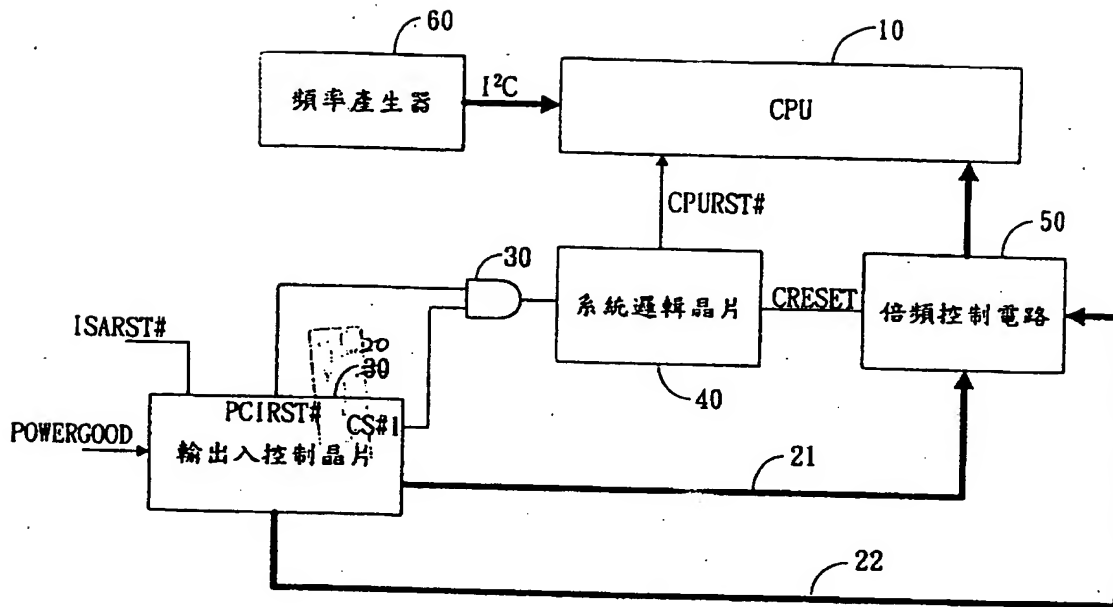 60
10
頻率產生器
I²C
CPU
CPURST#
50
30
系統邏輯晶片
CRESET
倍頻控制電路
ISARST#
20
30
40
PCIRST#
CS#1
POWERGOOD
輸出入控制晶片
21
22